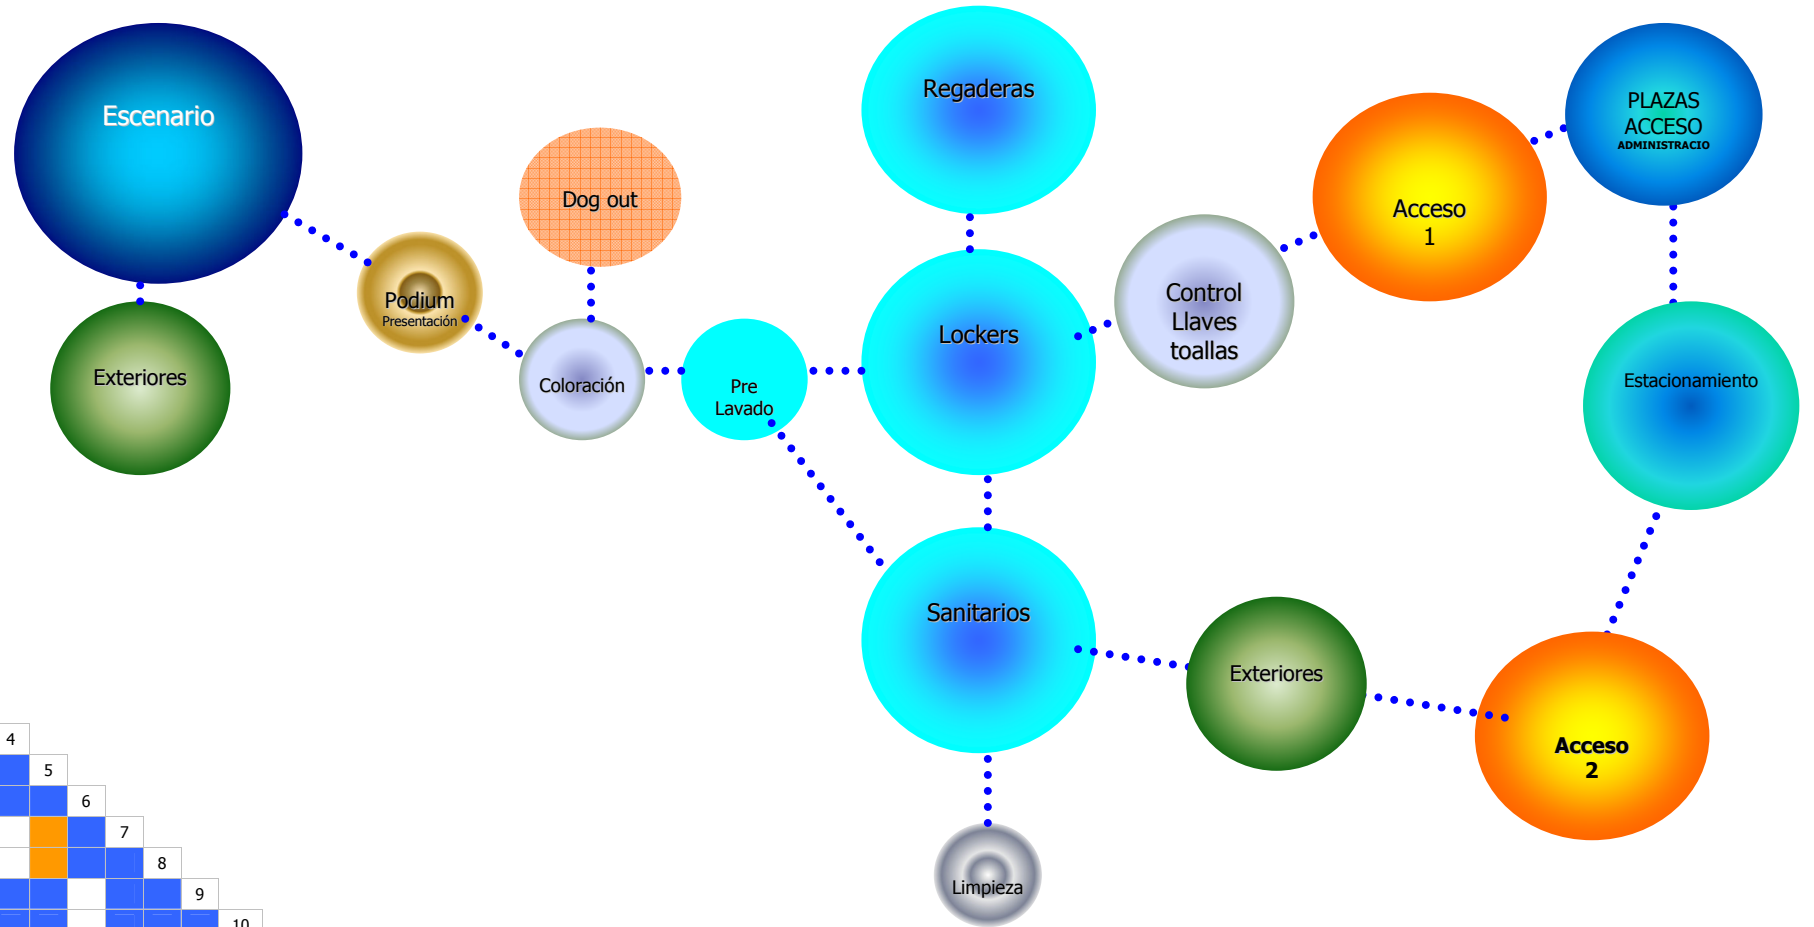 Escenario
Exteriores
Podium
Presentación
Dog out
Coloración
Pre
Lavado
Regaderas
Lockers
Sanitarios
Limpieza
Control
Llaves
toallas
Acceso
1
PLAZAS
ACCESO
ADMINISTRACIO
Estacionamiento
Exteriores
Acceso
2
4
5
6
7
8
9
10